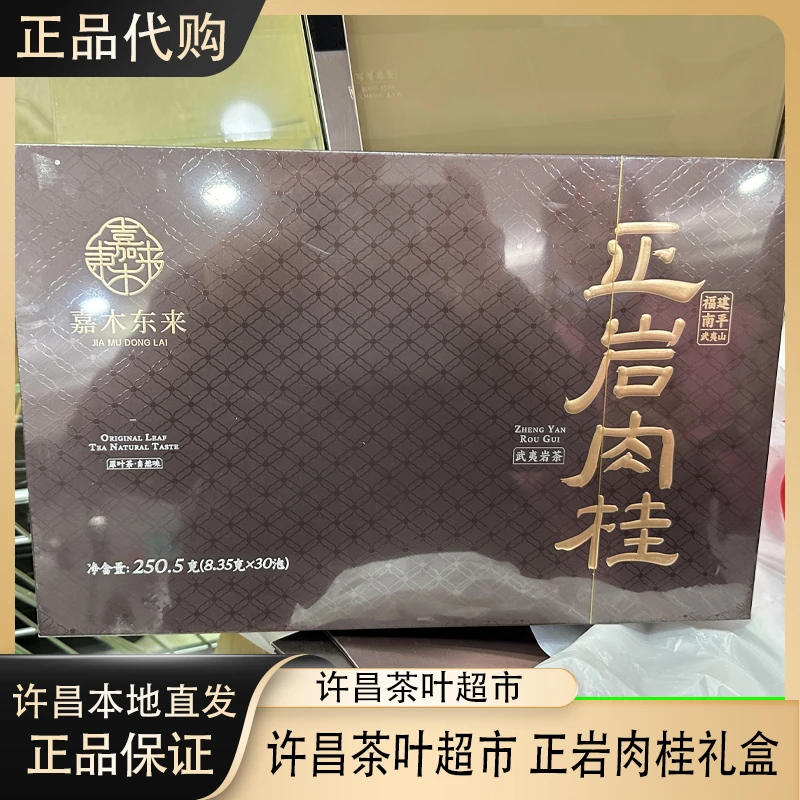 正品代购
嘉木东来
嘉木东来
JIA MU DONG LAI
ORIGINAL LEAF
TEA NATURAL TASTE
原叶茶·自然味
净含量: 250.5克(8.35克×30泡)
正岩肉桂
福建
南平
武夷山
ZHENG YAN
ROU GUI
武夷岩茶
许昌本地直发
正品保证
许昌茶叶超市
许昌茶叶超市 正岩肉桂礼盒